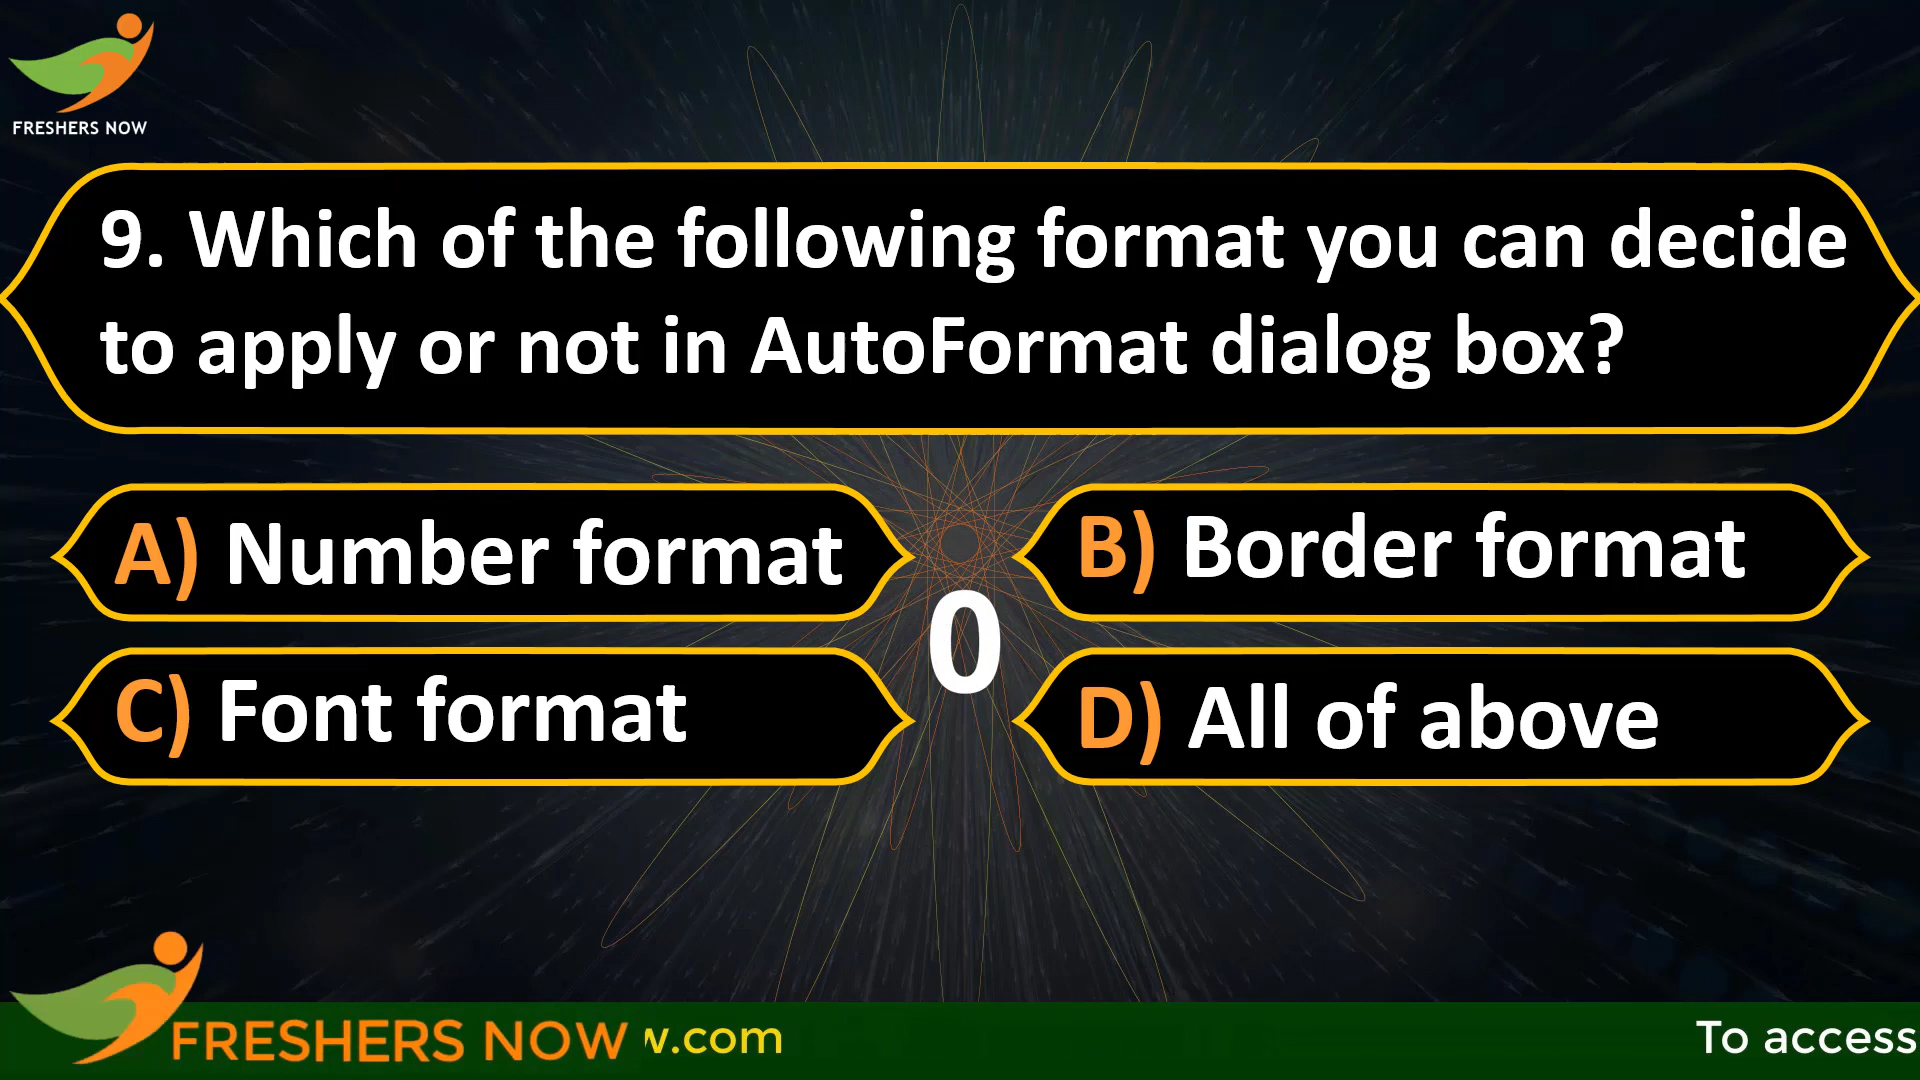 FRESHERS NOW
9. Which of the following format you can decide
to apply or not in AutoFormat dialog box?
A) Number format
B) Border format
0
C) Font format
D) All of above
FRESHERS NOW
w.com
To access